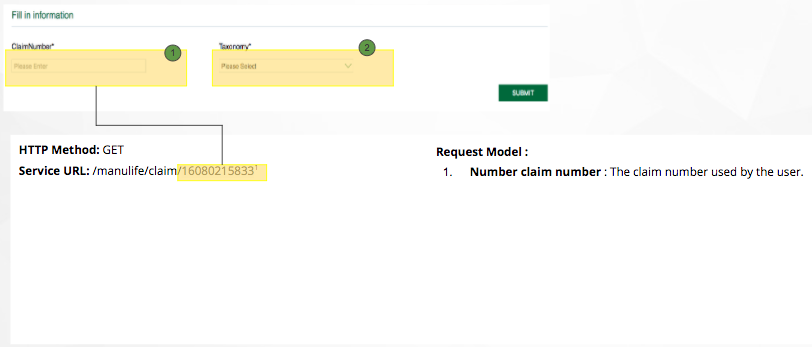 Fill in information
ClaimNumber*
1
Taxonomy*
2
Please Enter
Please Select
SUBMIT
HTTP Method: GET
Service URL: /manulife/claim/16080215833¹
Request Model :
1. Number claim number : The claim number used by the user.